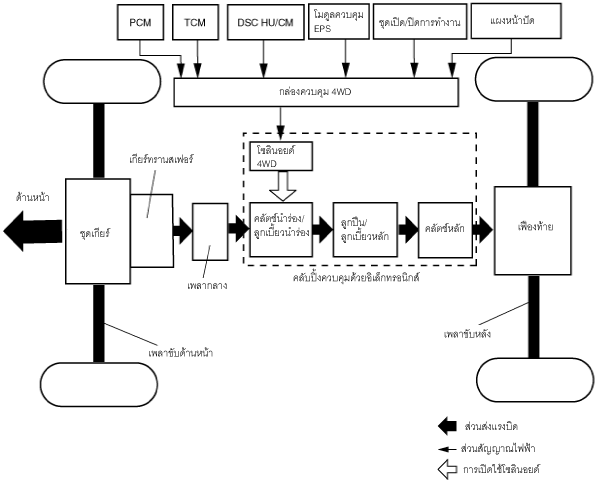 PCM
TCM
DSC HU/CM
โมดูลควบคุม
EPS
ชุดเปิด/ปิดการทำงาน
แผงหน้าปัด
กล่องควบคุม 4WD
โซลินอยด์
4WD
เกียร์ทรานสเฟอร์
ด้านหน้า
ชุดเกียร์
เพลากลาง
คลัตช์นำร่อง/
ลูกเบี้ยวนำร่อง
ลูกปืน/
ลูกเบี้ยวหลัก
คลัตช์หลัก
เฟืองท้าย
คลับปิ้งควบคุมด้วยอิเล็กทรอนิกส์
เพลาขับด้านหน้า
เพลาขับหลัง
ส่วนส่งแรงบิด
ส่วนสัญญาณไฟฟ้า
การเปิดใช้โซลินอยด์